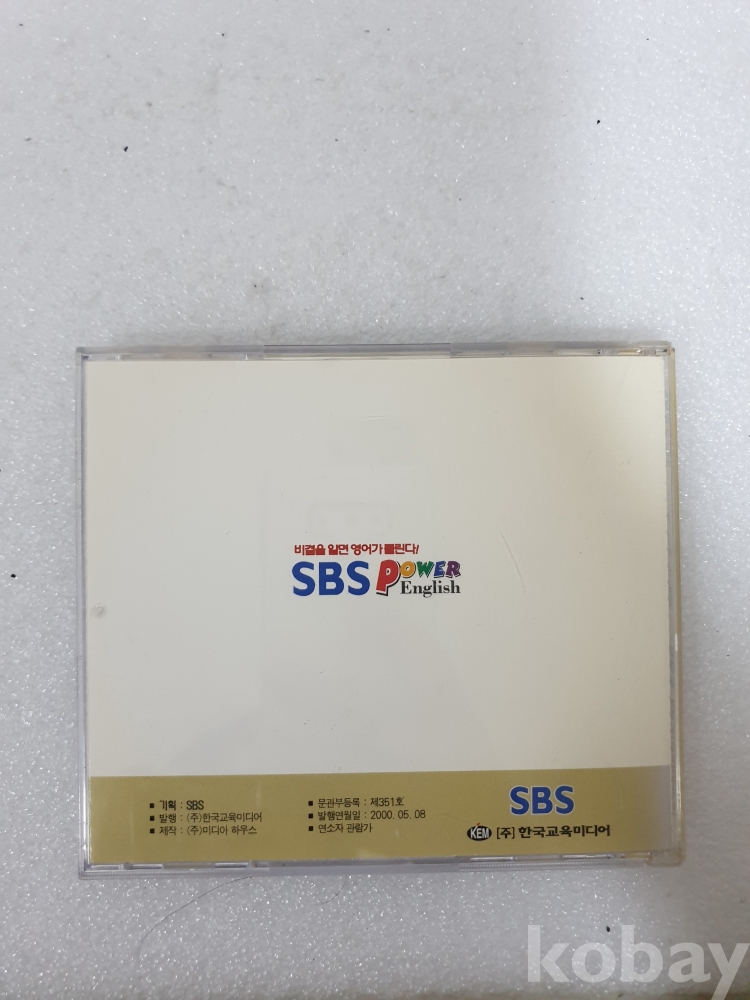 비결을 알면 영어가 들린다!
SBS POWER
English
■ 기획 : SBS
■ 발행 : (주)한국교육미디어
■ 제작 : (주)미디아 하우스
■ 문관부등록 : 제351호
■ 발행연월일 : 2000. 05. 08
■ 연소자 관람가
SBS
KEM [주] 한국교육미디어
kobay